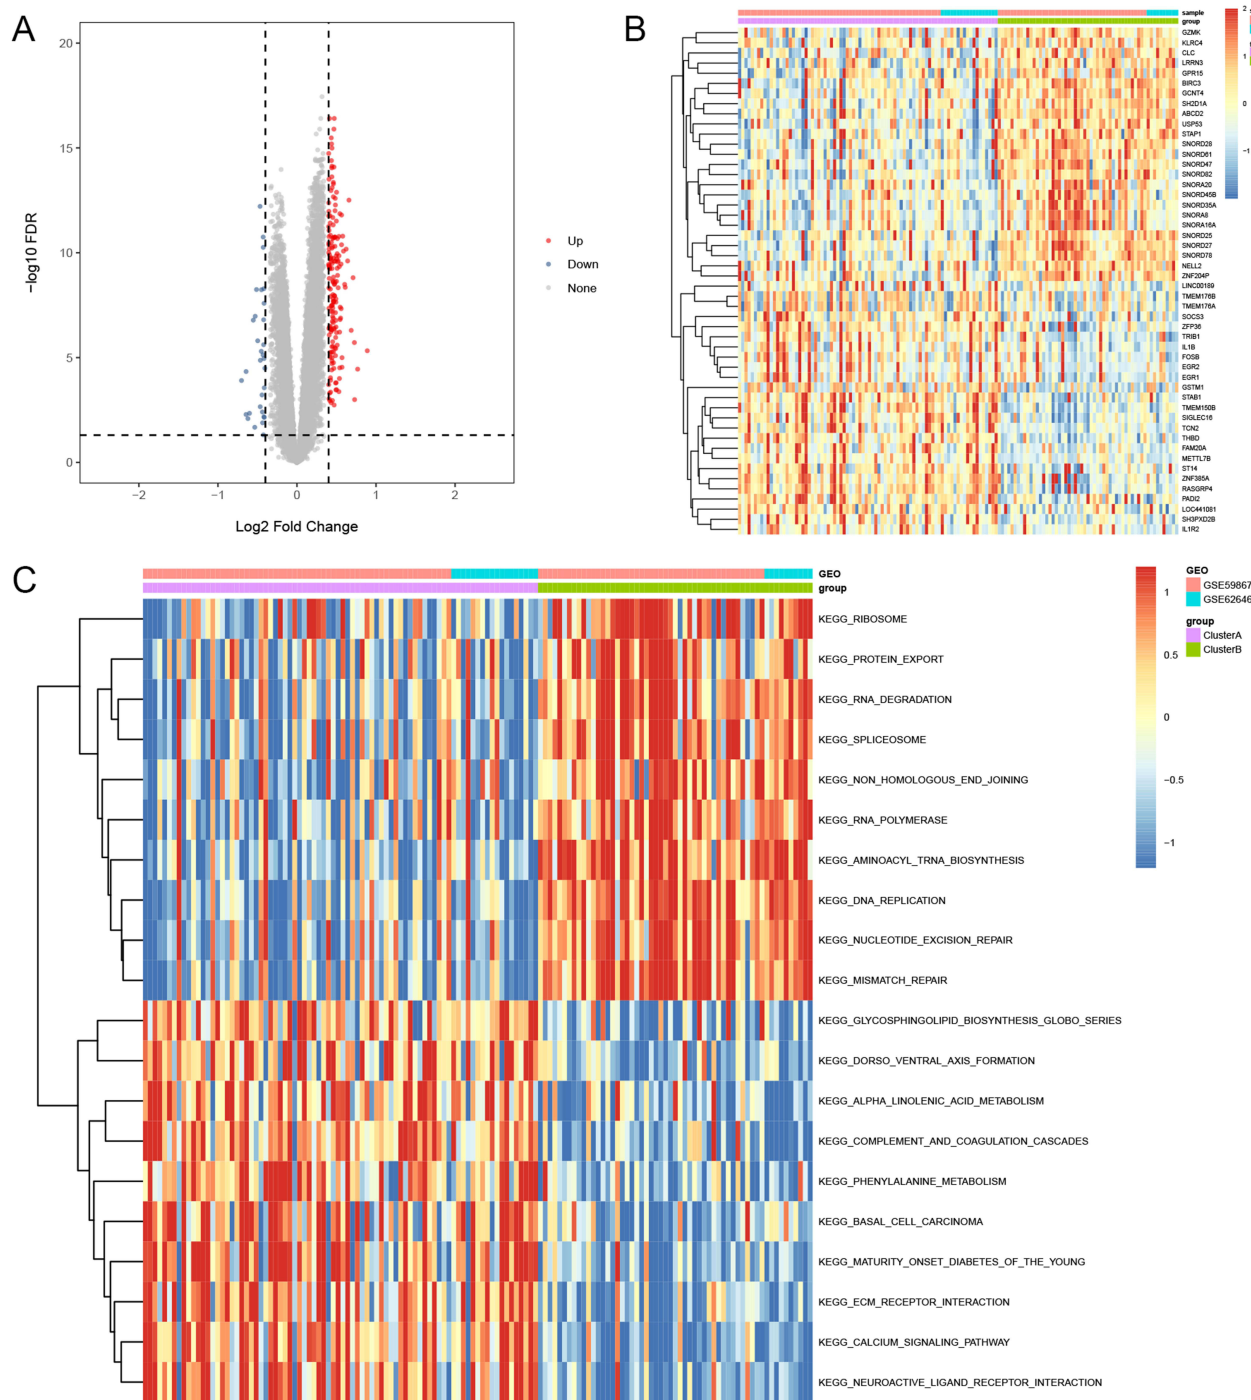 A
20
15
10
5
0
−log10 FDR
−2
−1
0
1
2
Log2 Fold Change
Up
Down
None
B
sample
group
GZMK
KLRC4
CLC
LRRN3
GPR15
BIRC3
GCNT4
SH2D1A
ABCD2
USP53
STAP1
SNORD28
SNORD61
SNORD47
SNORD82
SNORA20
SNORD45B
SNORD35A
SNORA8
SNORA16A
SNORD25
SNORD27
SNORD78
NELL2
ZNF204P
LINC00189
TMEM176B
TMEM176A
SOCS3
ZFP36
TRIB1
IL1B
FOSB
EGR2
EGR1
GSTM1
STAB1
TMEM150B
SIGLEC16
TCN2
THBD
FAM20A
METTL7B
ST14
ZNF385A
RASGRP4
PADI2
LOC441081
SH3PXD2B
IL1R2
2
1
0
−1
C
GEO
group
KEGG_RIBOSOME
KEGG_PROTEIN_EXPORT
KEGG_RNA_DEGRADATION
KEGG_SPLICEOSOME
KEGG_NON_HOMOLOGOUS_END_JOINING
KEGG_RNA_POLYMERASE
KEGG_AMINOACYL_TRNA_BIOSYNTHESIS
KEGG_DNA_REPLICATION
KEGG_NUCLEOTIDE_EXCISION_REPAIR
KEGG_MISMATCH_REPAIR
KEGG_GLYCOSPHINGOLIPID_BIOSYNTHESIS_GLOBO_SERIES
KEGG_DORSO_VENTRAL_AXIS_FORMATION
KEGG_ALPHA_LINOLENIC_ACID_METABOLISM
KEGG_COMPLEMENT_AND_COAGULATION_CASCADES
KEGG_PHENYLALANINE_METABOLISM
KEGG_BASAL_CELL_CARCINOMA
KEGG_MATURITY_ONSET_DIABETES_OF_THE_YOUNG
KEGG_ECM_RECEPTOR_INTERACTION
KEGG_CALCIUM_SIGNALING_PATHWAY
KEGG_NEUROACTIVE_LIGAND_RECEPTOR_INTERACTION
1
0.5
0
−0.5
−1
GEO
GSE59867
GSE62646
group
ClusterA
ClusterB